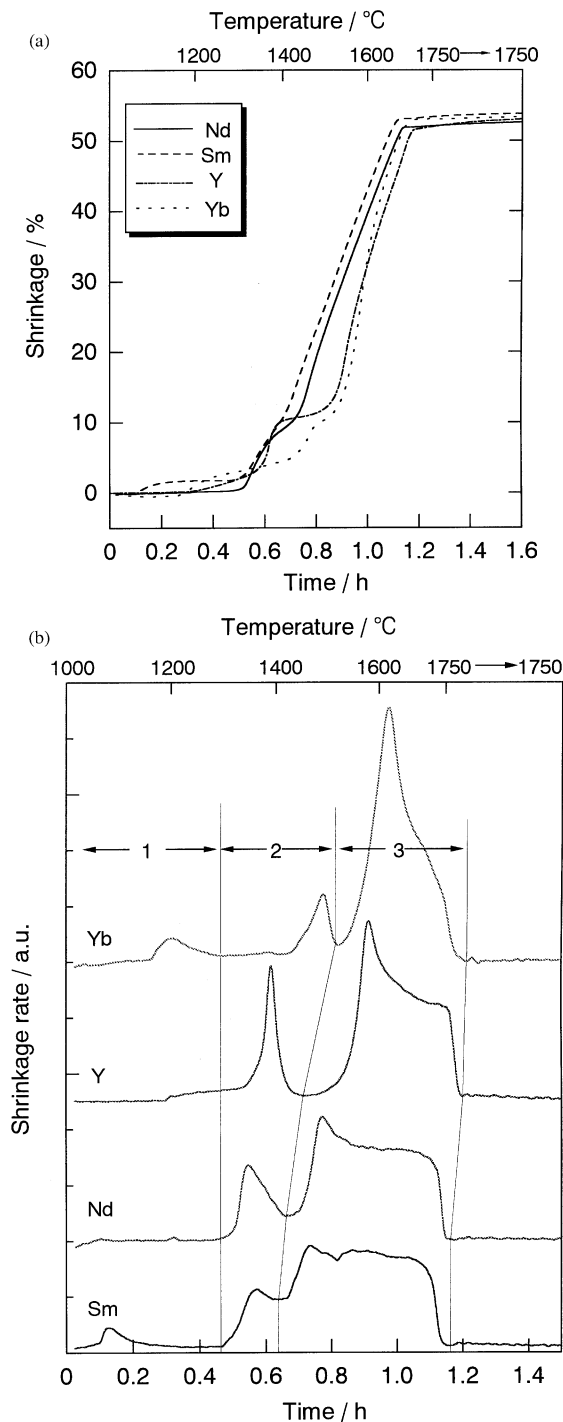 (a)
Temperature / °C
1200 1400 1600 1750 1750
60
50
40
30
20
10
0
Shrinkage / %
Nd
Sm
Y
Yb
0 0.2 0.4 0.6 0.8 1.0 1.2 1.4 1.6
Time / h
(b)
Temperature / °C
1000 1200 1400 1600 1750 1750
1 2 3
Yb
Y
Nd
Sm
Shrinkage rate / a.u.
0 0.2 0.4 0.6 0.8 1.0 1.2 1.4
Time / h